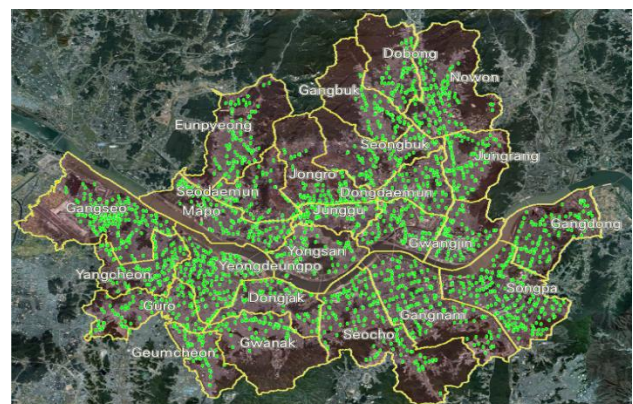 Dobong
Nowon
Gangbuk
Eunpyeong
Seongbuk
Jungrang
Jongro
Seodaemun
Dongdaemun
Mapo
Junggu
Gangseo
Gangdong
Gwangjin
Yongsan
Yeongdeungpo
Yangcheon
Songpa
Dongjak
Guro
Gangnam
Seocho
Gwanak
Geumcheon